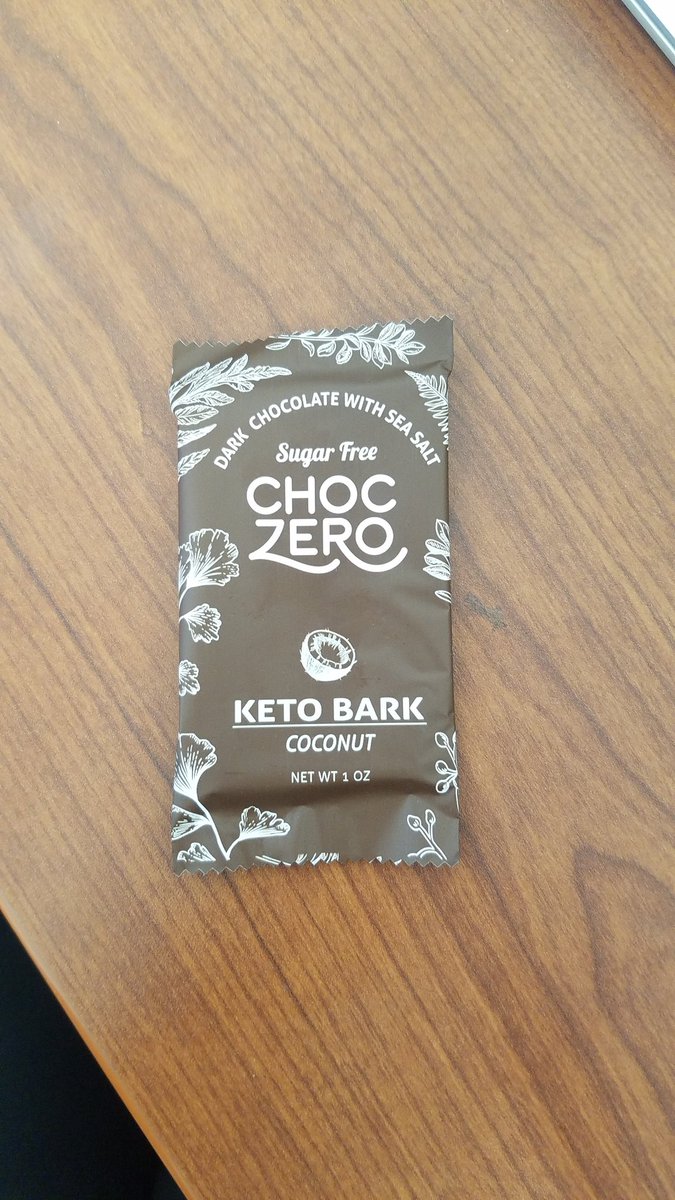 DARK CHOCOLATE WITH SEA SALT
Sugar Free
CHOC
ZERO
KETO BARK
COCONUT
NET WT 1 OZ